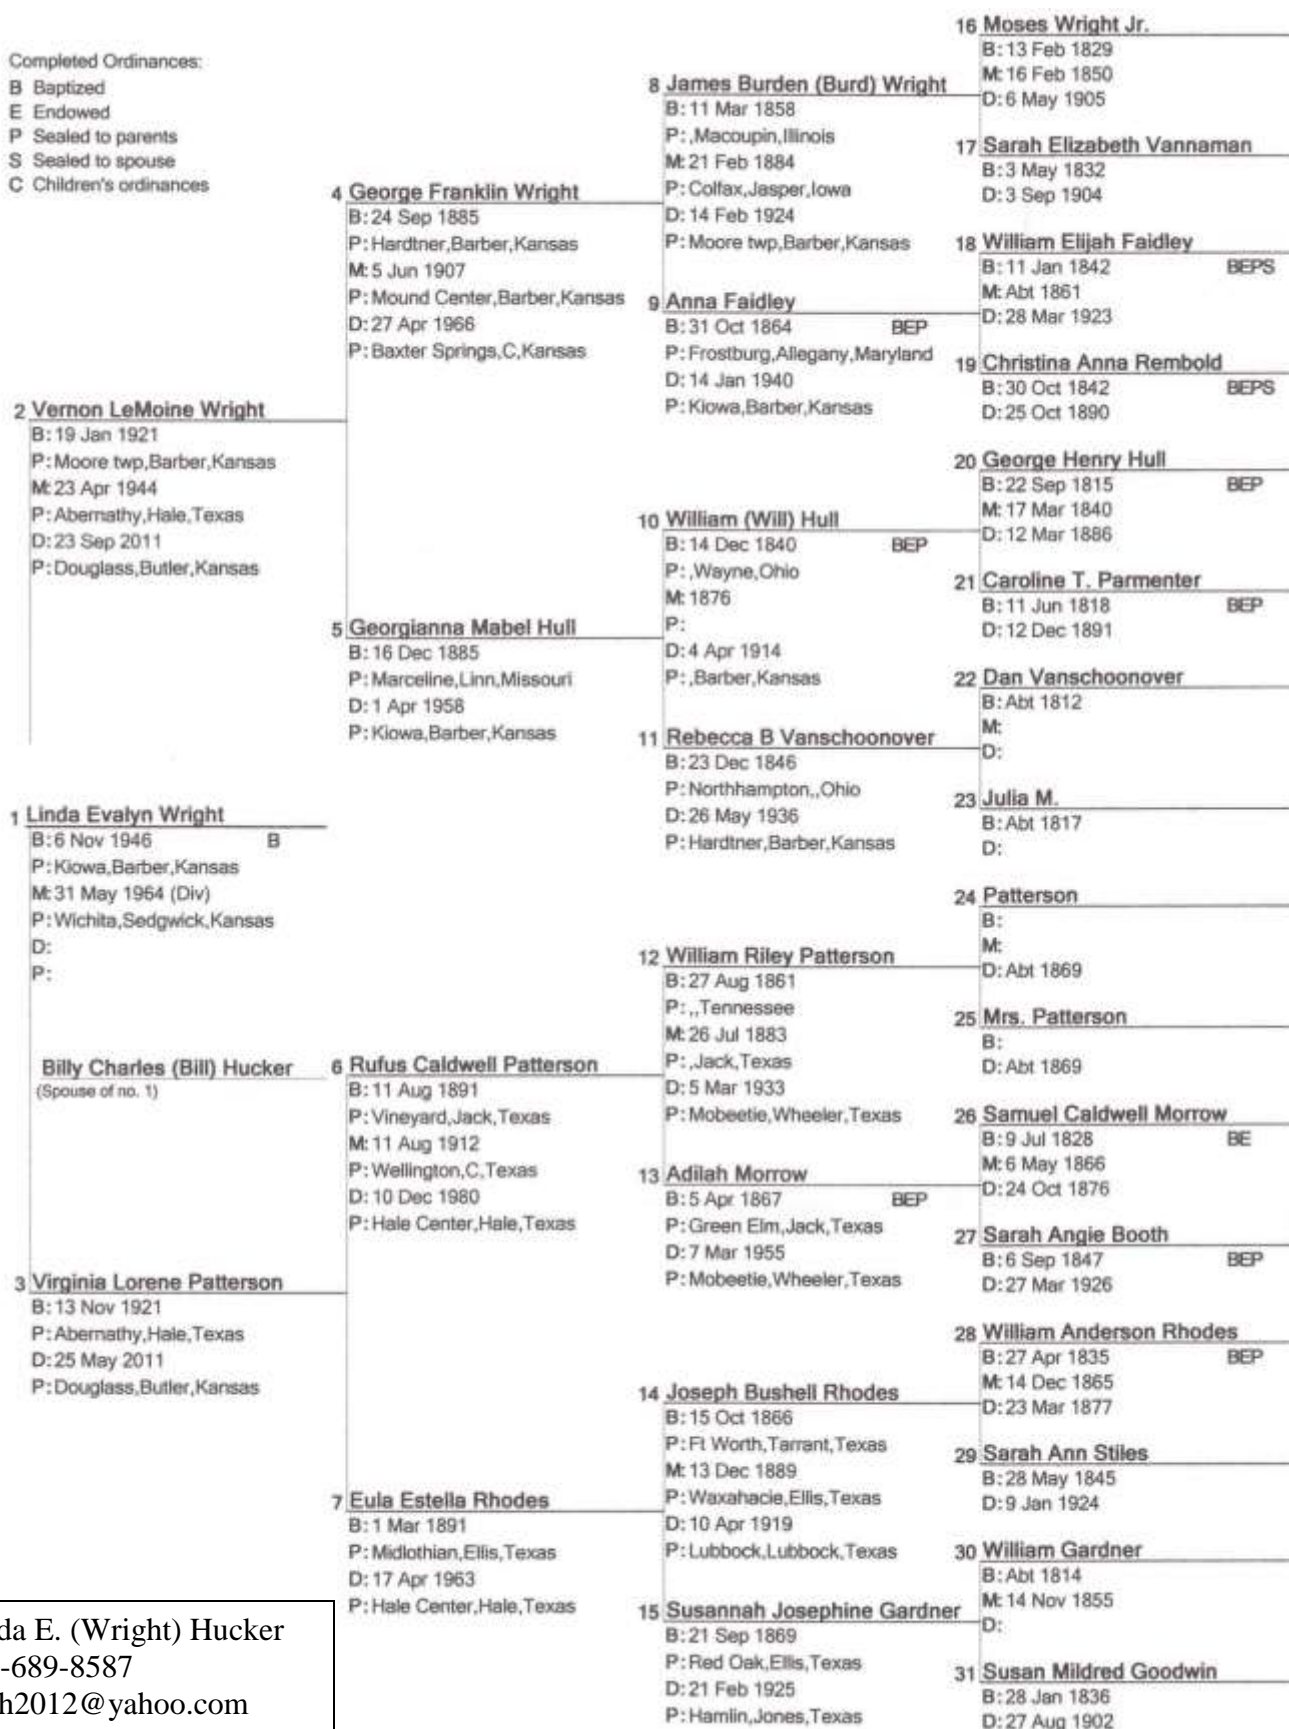 Completed Ordinances:
B Baptized
E Endowed
P Sealed to parents
S Sealed to spouse
C Children's ordinances
1 Linda Evalyn Wright
B: 6 Nov 1946 B
P: Kiowa,Barber,Kansas
M: 31 May 1964 (Div)
P: Wichita,Sedgwick,Kansas
D:
P:
Billy Charles (Bill) Hucker
(Spouse of no. 1)
2 Vernon LeMoine Wright
B: 19 Jan 1921
P: Moore twp,Barber,Kansas
M: 23 Apr 1944
P: Abernathy,Hale,Texas
D: 23 Sep 2011
P: Douglass,Butler,Kansas
3 Virginia Lorene Patterson
B: 13 Nov 1921
P: Abernathy,Hale,Texas
D: 25 May 2011
P: Douglass,Butler,Kansas
4 George Franklin Wright
B: 24 Sep 1885
P: Hardtner,Barber,Kansas
M: 5 Jun 1907
P: Mound Center,Barber,Kansas
D: 27 Apr 1966
P: Baxter Springs,C,Kansas
5 Georgianna Mabel Hull
B: 16 Dec 1885
P: Marceline,Linn,Missouri
D: 1 Apr 1958
P: Kiowa,Barber,Kansas
6 Rufus Caldwell Patterson
B: 11 Aug 1891
P: Vineyard,Jack,Texas
M: 11 Aug 1912
P: Wellington,C,Texas
D: 10 Dec 1980
P: Hale Center,Hale,Texas
7 Eula Estella Rhodes
B: 1 Mar 1891
P: Midlothian,Ellis,Texas
D: 17 Apr 1963
P: Hale Center,Hale,Texas
8 James Burden (Burd) Wright
B: 11 Mar 1858
P: ,Macoupin,Illinois
M: 21 Feb 1884
P: Colfax,Jasper,Iowa
D: 14 Feb 1924
P: Moore twp,Barber,Kansas
9 Anna Faidley
B: 31 Oct 1864 BEP
P: Frostburg,Allegany,Maryland
D: 14 Jan 1940
P: Kiowa,Barber,Kansas
10 William (Will) Hull
B: 14 Dec 1840 BEP
P: ,Wayne,Ohio
M: 1876
P:
D: 4 Apr 1914
P: ,Barber,Kansas
11 Rebecca B Vanschoonover
B: 23 Dec 1846
P: Northhampton,,Ohio
D: 26 May 1936
P: Hardtner,Barber,Kansas
12 William Riley Patterson
B: 27 Aug 1861
P: ,,Tennessee
M: 26 Jul 1883
P: ,Jack,Texas
D: 5 Mar 1933
P: Mobeetie,Wheeler,Texas
13 Adilah Morrow
B: 5 Apr 1867 BEP
P: Green Elm,Jack,Texas
D: 7 Mar 1955
P: Mobeetie,Wheeler,Texas
14 Joseph Bushell Rhodes
B: 15 Oct 1866
P: Ft Worth,Tarrant,Texas
M: 13 Dec 1889
P: Waxahacie,Ellis,Texas
D: 10 Apr 1919
P: Lubbock,Lubbock,Texas
15 Susannah Josephine Gardner
B: 21 Sep 1869
P: Red Oak,Ellis,Texas
D: 21 Feb 1925
P: Hamlin,Jones,Texas
16 Moses Wright Jr.
B: 13 Feb 1829
M: 16 Feb 1850
D: 6 May 1905
17 Sarah Elizabeth Vannaman
B: 3 May 1832
D: 3 Sep 1904
18 William Elijah Faidley
B: 11 Jan 1842 BEPS
M: Abt 1861
D: 28 Mar 1923
19 Christina Anna Rembold
B: 30 Oct 1842 BEPS
D: 25 Oct 1890
20 George Henry Hull
B: 22 Sep 1815 BEP
M: 17 Mar 1840
D: 12 Mar 1886
21 Caroline T. Parmenter
B: 11 Jun 1818 BEP
D: 12 Dec 1891
22 Dan Vanschoonover
B: Abt 1812
M:
D:
23 Julia M.
B: Abt 1817
D:
24 Patterson
B:
M:
D: Abt 1869
25 Mrs. Patterson
B:
D: Abt 1869
26 Samuel Caldwell Morrow
B: 9 Jul 1828 BE
M: 6 May 1866
D: 24 Oct 1876
27 Sarah Angie Booth
B: 6 Sep 1847 BEP
D: 27 Mar 1926
28 William Anderson Rhodes
B: 27 Apr 1835 BEP
M: 14 Dec 1865
D: 23 Mar 1877
29 Sarah Ann Stiles
B: 28 May 1845
D: 9 Jan 1924
30 William Gardner
B: Abt 1814
M: 14 Nov 1855
D:
31 Susan Mildred Goodwin
B: 28 Jan 1836
D: 27 Aug 1902
da E. (Wright) Hucker
-689-8587
h2012@yahoo.com